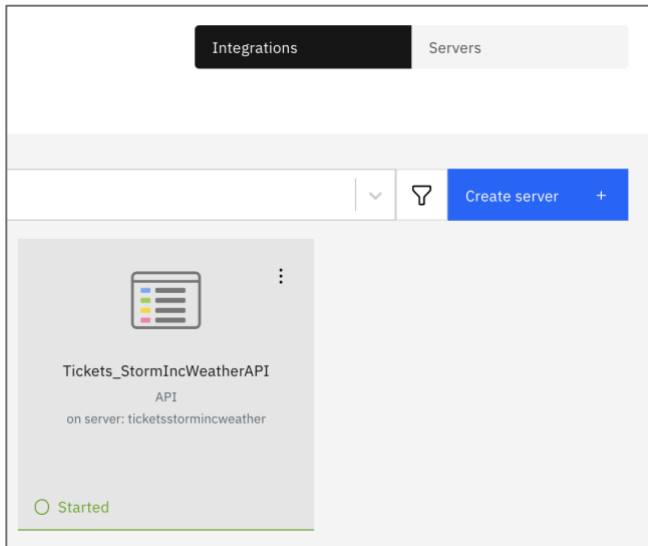 Integrations
Servers
Create server +
Tickets_StormIncWeatherAPI
API
on server: ticketsstormincweather
Started